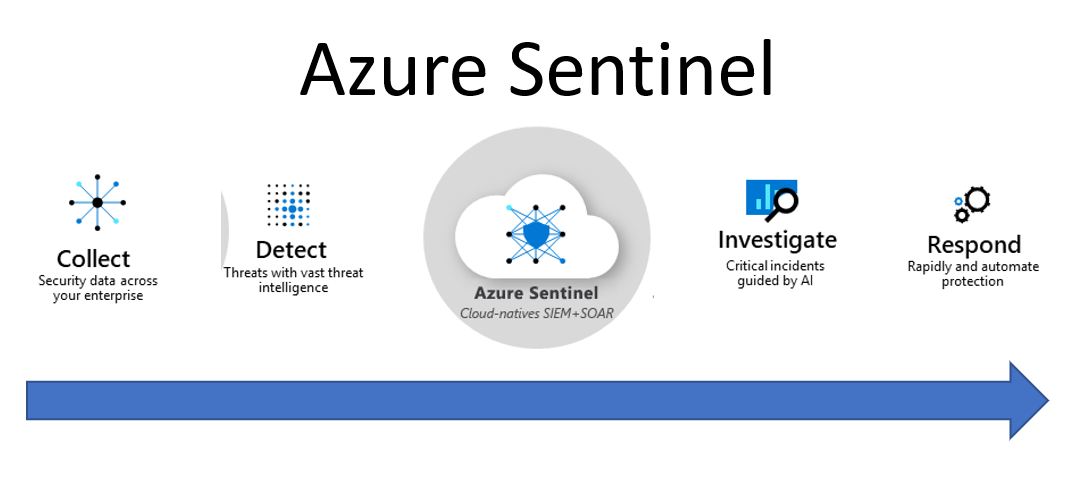 Azure Sentinel
Collect
Security data across
your enterprise
Detect
Threats with vast threat
intelligence
Azure Sentinel
Cloud-natives SIEM+SOAR
Investigate
Critical incidents
guided by AI
Respond
Rapidly and automate
protection